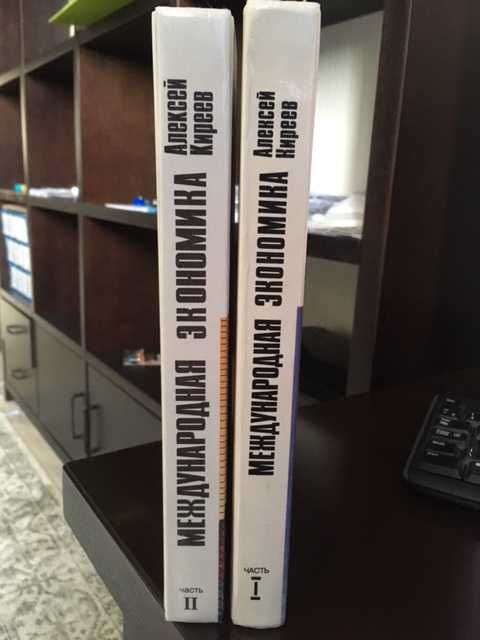 Алексей
Киреев
МЕЖДУНАРОДНАЯ ЭКОНОМИКА
часть
II
Алексей
Киреев
МЕЖДУНАРОДНАЯ ЭКОНОМИКА
ЧАСТЬ
I